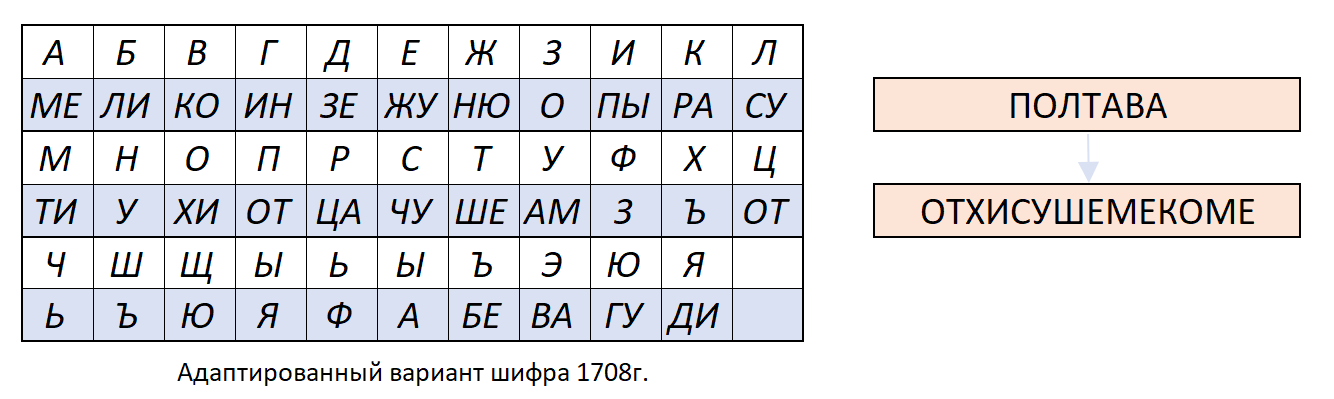 А Б В Г Д Е Ж З И К Л
МЕ ЛИ КО ИН ЗЕ ЖУ НЮ О ПЫ РА СУ
М Н О П Р С Т У Ф Х Ц
ТИ У ХИ ОТ ЦА ЧУ ШЕ АМ З Ъ ОТ
Ч Ш Щ Ы Ь Ы Ъ Э Ю Я
Ь Ъ Ю Я Ф А БЕ ВА ГУ ДИ
Адаптированный вариант шифра 1708г.
ПОЛТАВА
ОТХИСУШЕМЕКОМЕ